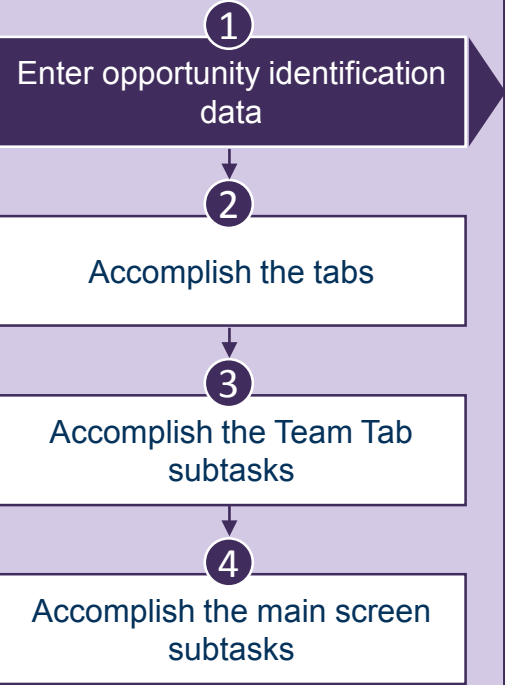 1
Enter opportunity identification
data
2
Accomplish the tabs
3
Accomplish the Team Tab
subtasks
4
Accomplish the main screen
subtasks